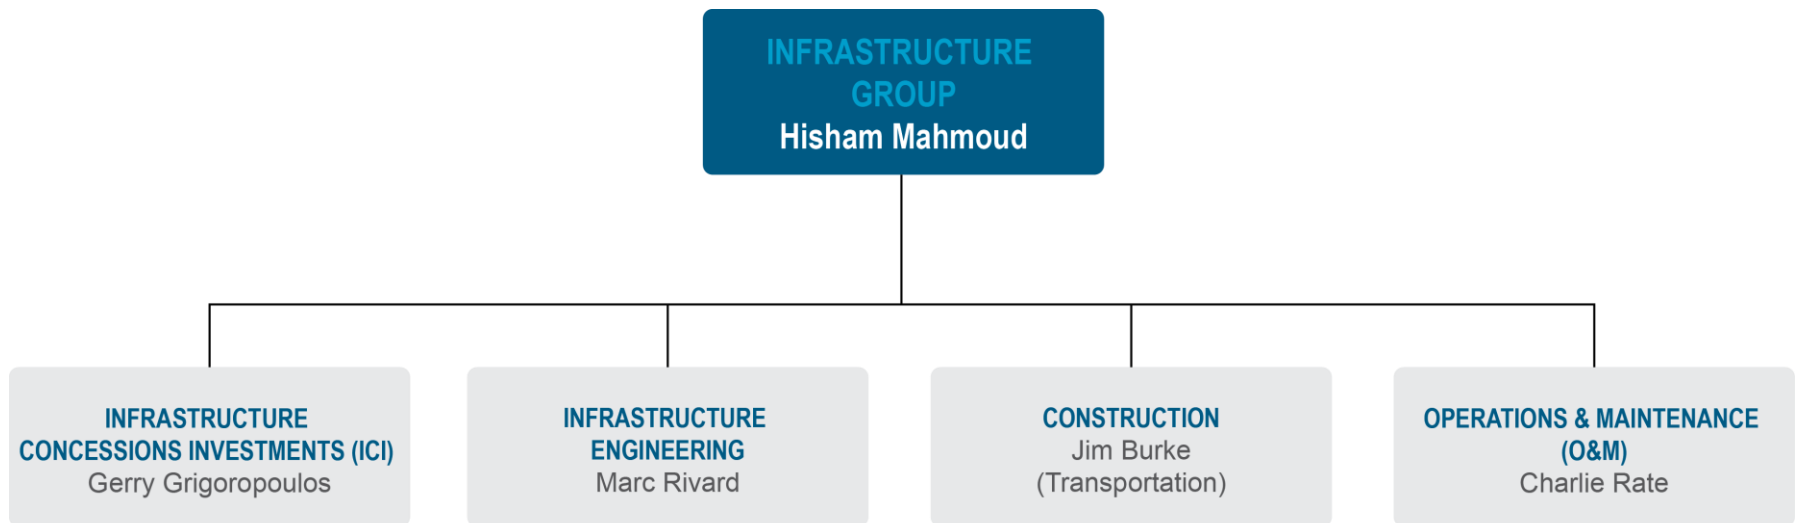 INFRASTRUCTURE
GROUP
Hisham Mahmoud
INFRASTRUCTURE
CONCESSIONS INVESTMENTS (ICI)
Gerry Grigoropoulos
INFRASTRUCTURE
ENGINEERING
Marc Rivard
CONSTRUCTION
Jim Burke
(Transportation)
OPERATIONS & MAINTENANCE
(O&M)
Charlie Rate